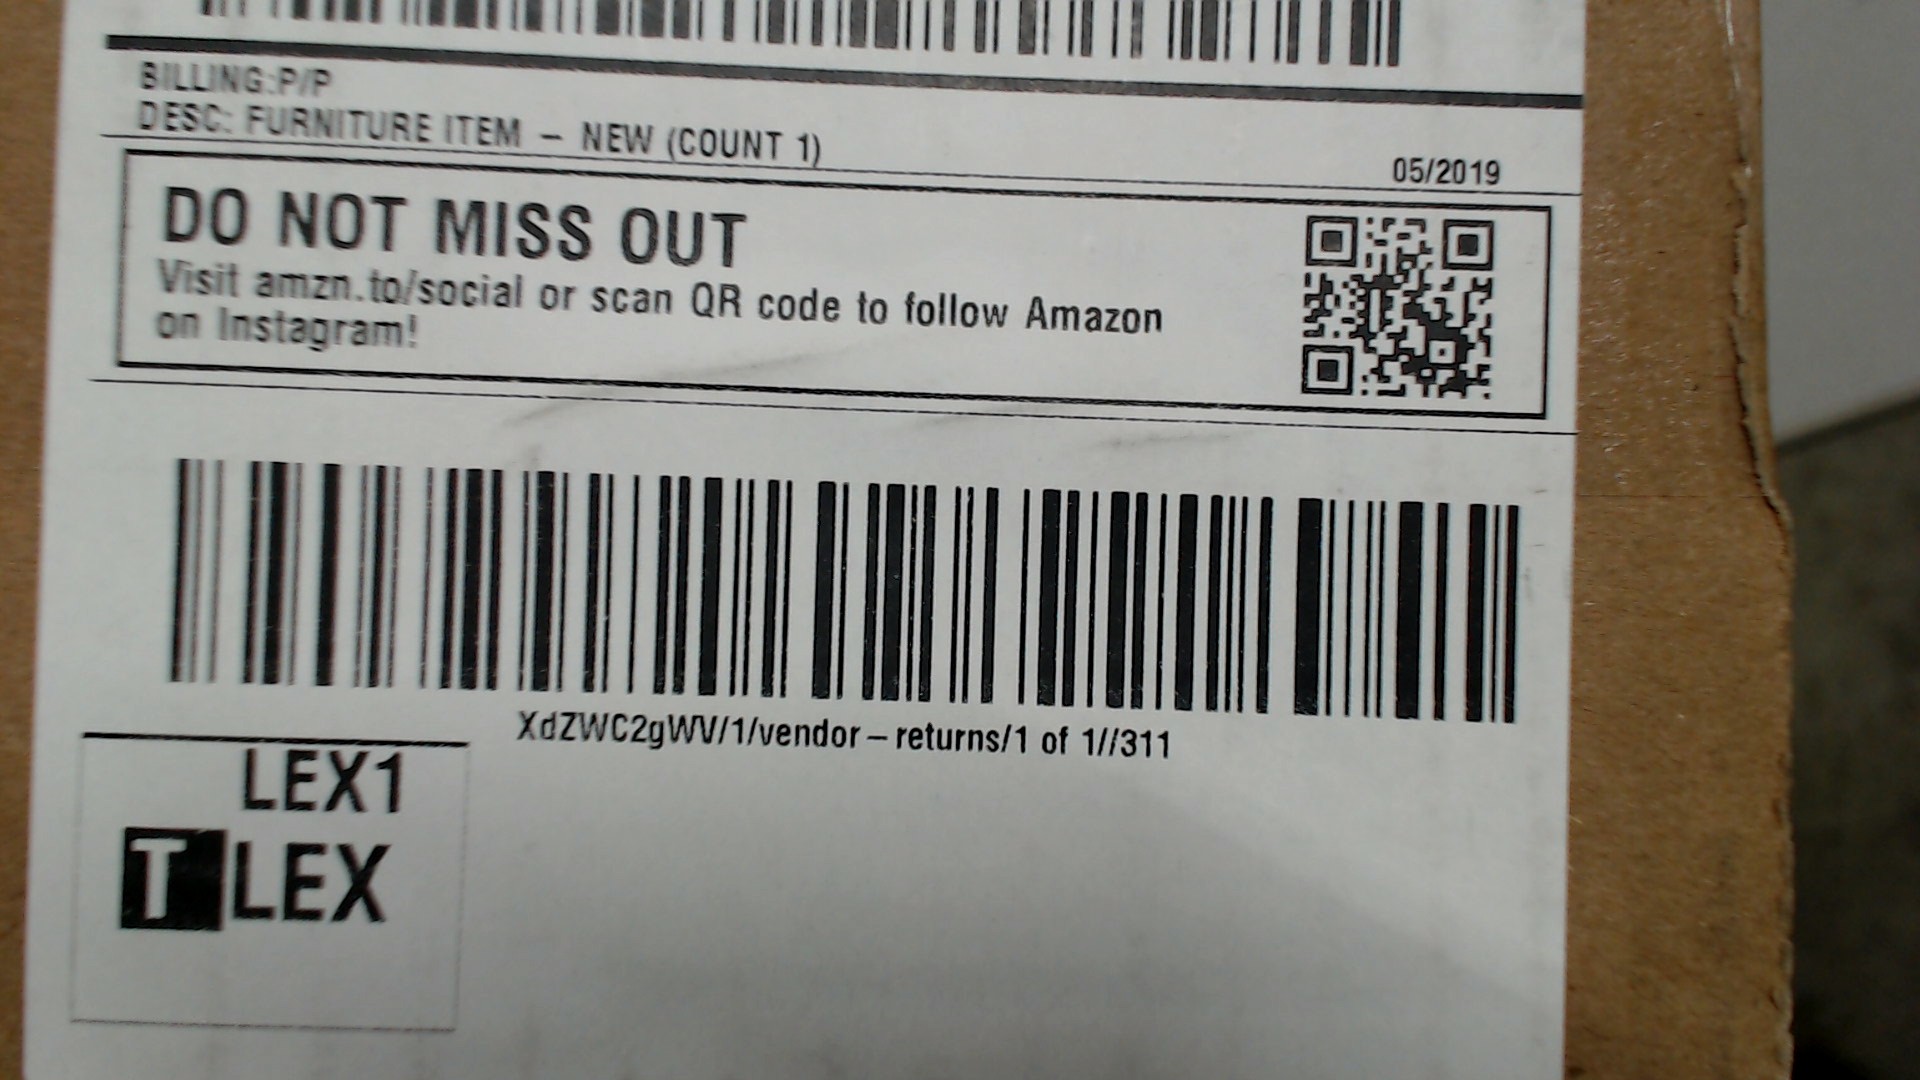 BILLING:P/P
DESC: FURNITURE ITEM - NEW (COUNT 1)
05/2019
DO NOT MISS OUT
Visit amzn.to/social or scan QR code to follow Amazon
on Instagram!
XdZWC2gWV/1/vendor-returns/1 of 1//311
LEX1
T LEX